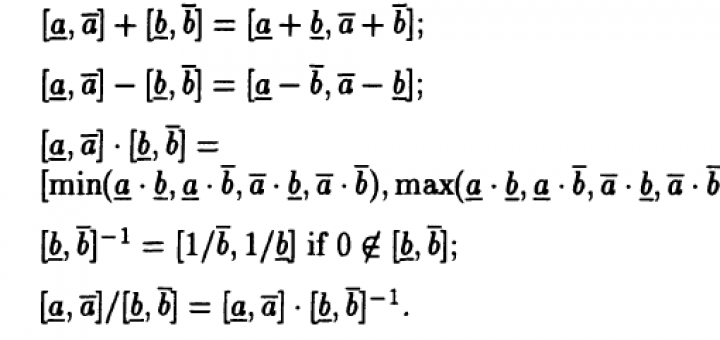 [a̲, a̅] + [b̲, b̅] = [a̲ + b̲, a̅ + b̅];
[a̲, a̅] − [b̲, b̅] = [a̲ − b̅, a̅ − b̲];
[a̲, a̅] · [b̲, b̅] =
[min(a̲ · b̲, a̲ · b̅, a̅ · b̲, a̅ · b̅), max(a̲ · b̲, a̲ · b̅, a̅ · b̲, a̅ · b̅
[b̲, b̅]⁻¹ = [1/b̅, 1/b̲] if 0 ∉ [b̲, b̅];
[a̲, a̅]/[b̲, b̅] = [a̲, a̅] · [b̲, b̅]⁻¹.